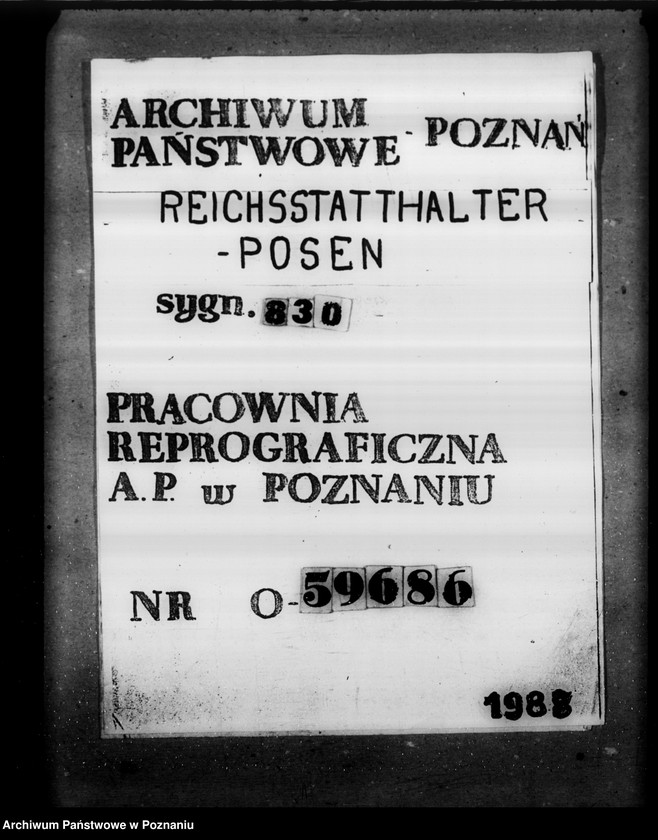 ARCHIWUM
PAŃSTWOWE - POZNAŃ
REICHSSTATTHALTER
-POSEN
sygn. 830
PRACOWNIA
REPROGRAFICZNA
A.P. w POZNANIU
NR O-59686
1988
Archiwum Państwowe w Poznaniu